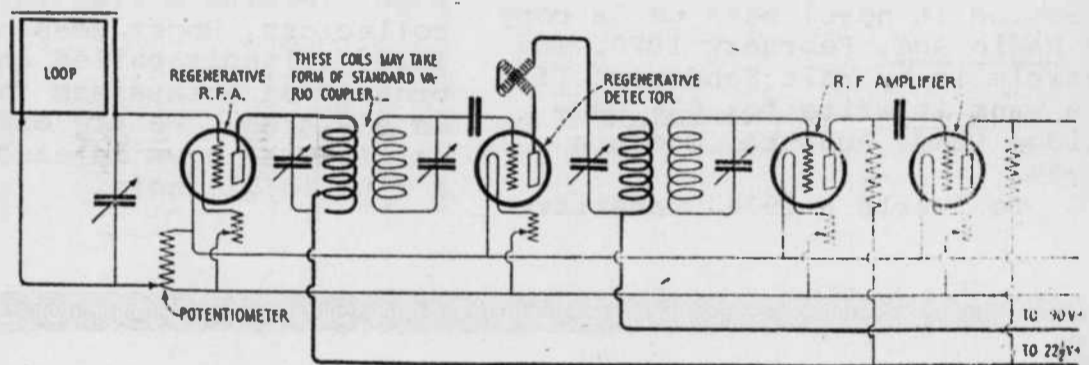 LOOP
REGENERATIVE
R.F.A.
THESE COILS MAY TAKE
FORM OF STANDARD VA-
RIO COUPLER
REGENERATIVE
DETECTOR
R.F AMPLIFIER
POTENTIOMETER
TO 90V+
TO 22½V+